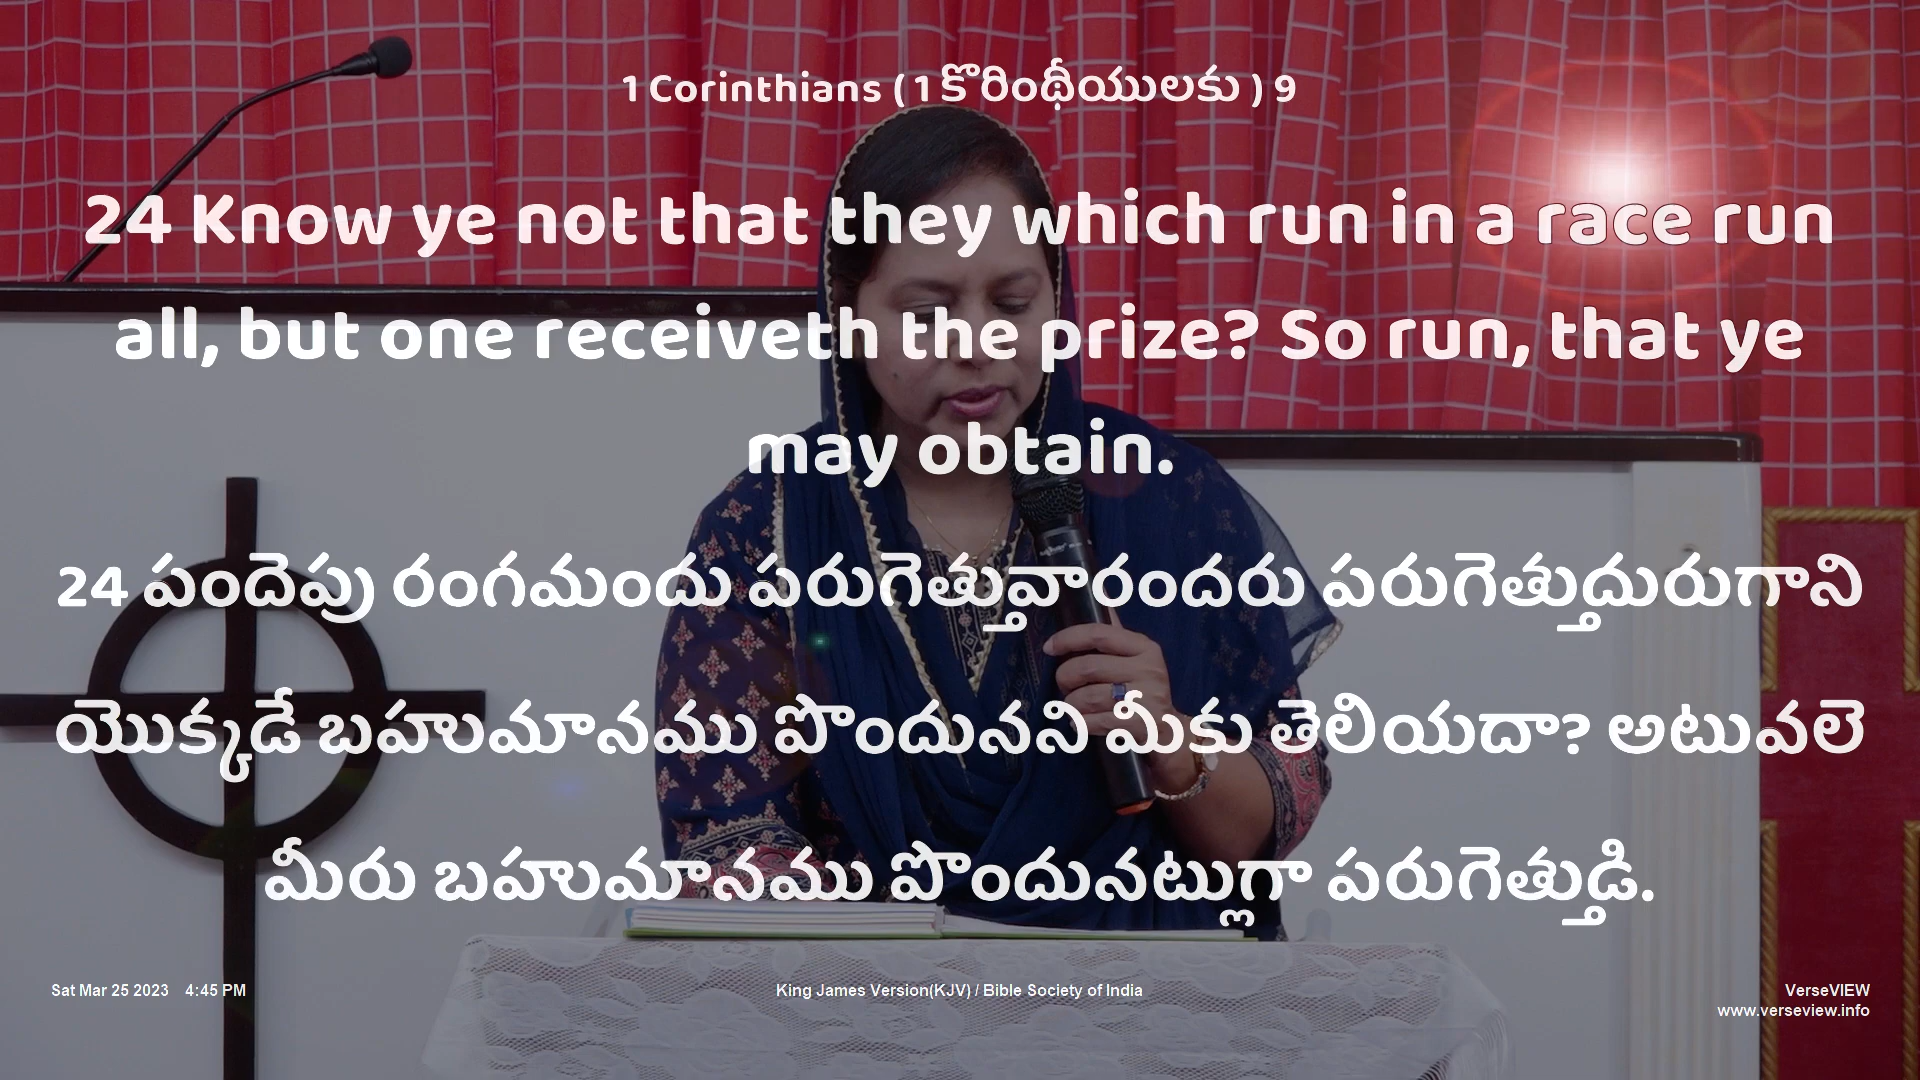 1 Corinthians ( 1 కొరింథీయులకు ) 9
24 Know ye not that they which run in a race run
all, but one receiveth the prize? So run, that ye
may obtain.
24 పందెపు రంగమందు పరుగెత్తువారందరు పరుగెత్తుదురుగాని
యొక్కడే బహుమానము పొందునని మీకు తెలియదా? అటువలె
మీరు బహుమానము పొందునట్లుగా పరుగెత్తుడి.
Sat Mar 25 2023 4:45 PM
King James Version(KJV) / Bible Society of India
VerseVIEW
www.verseview.info